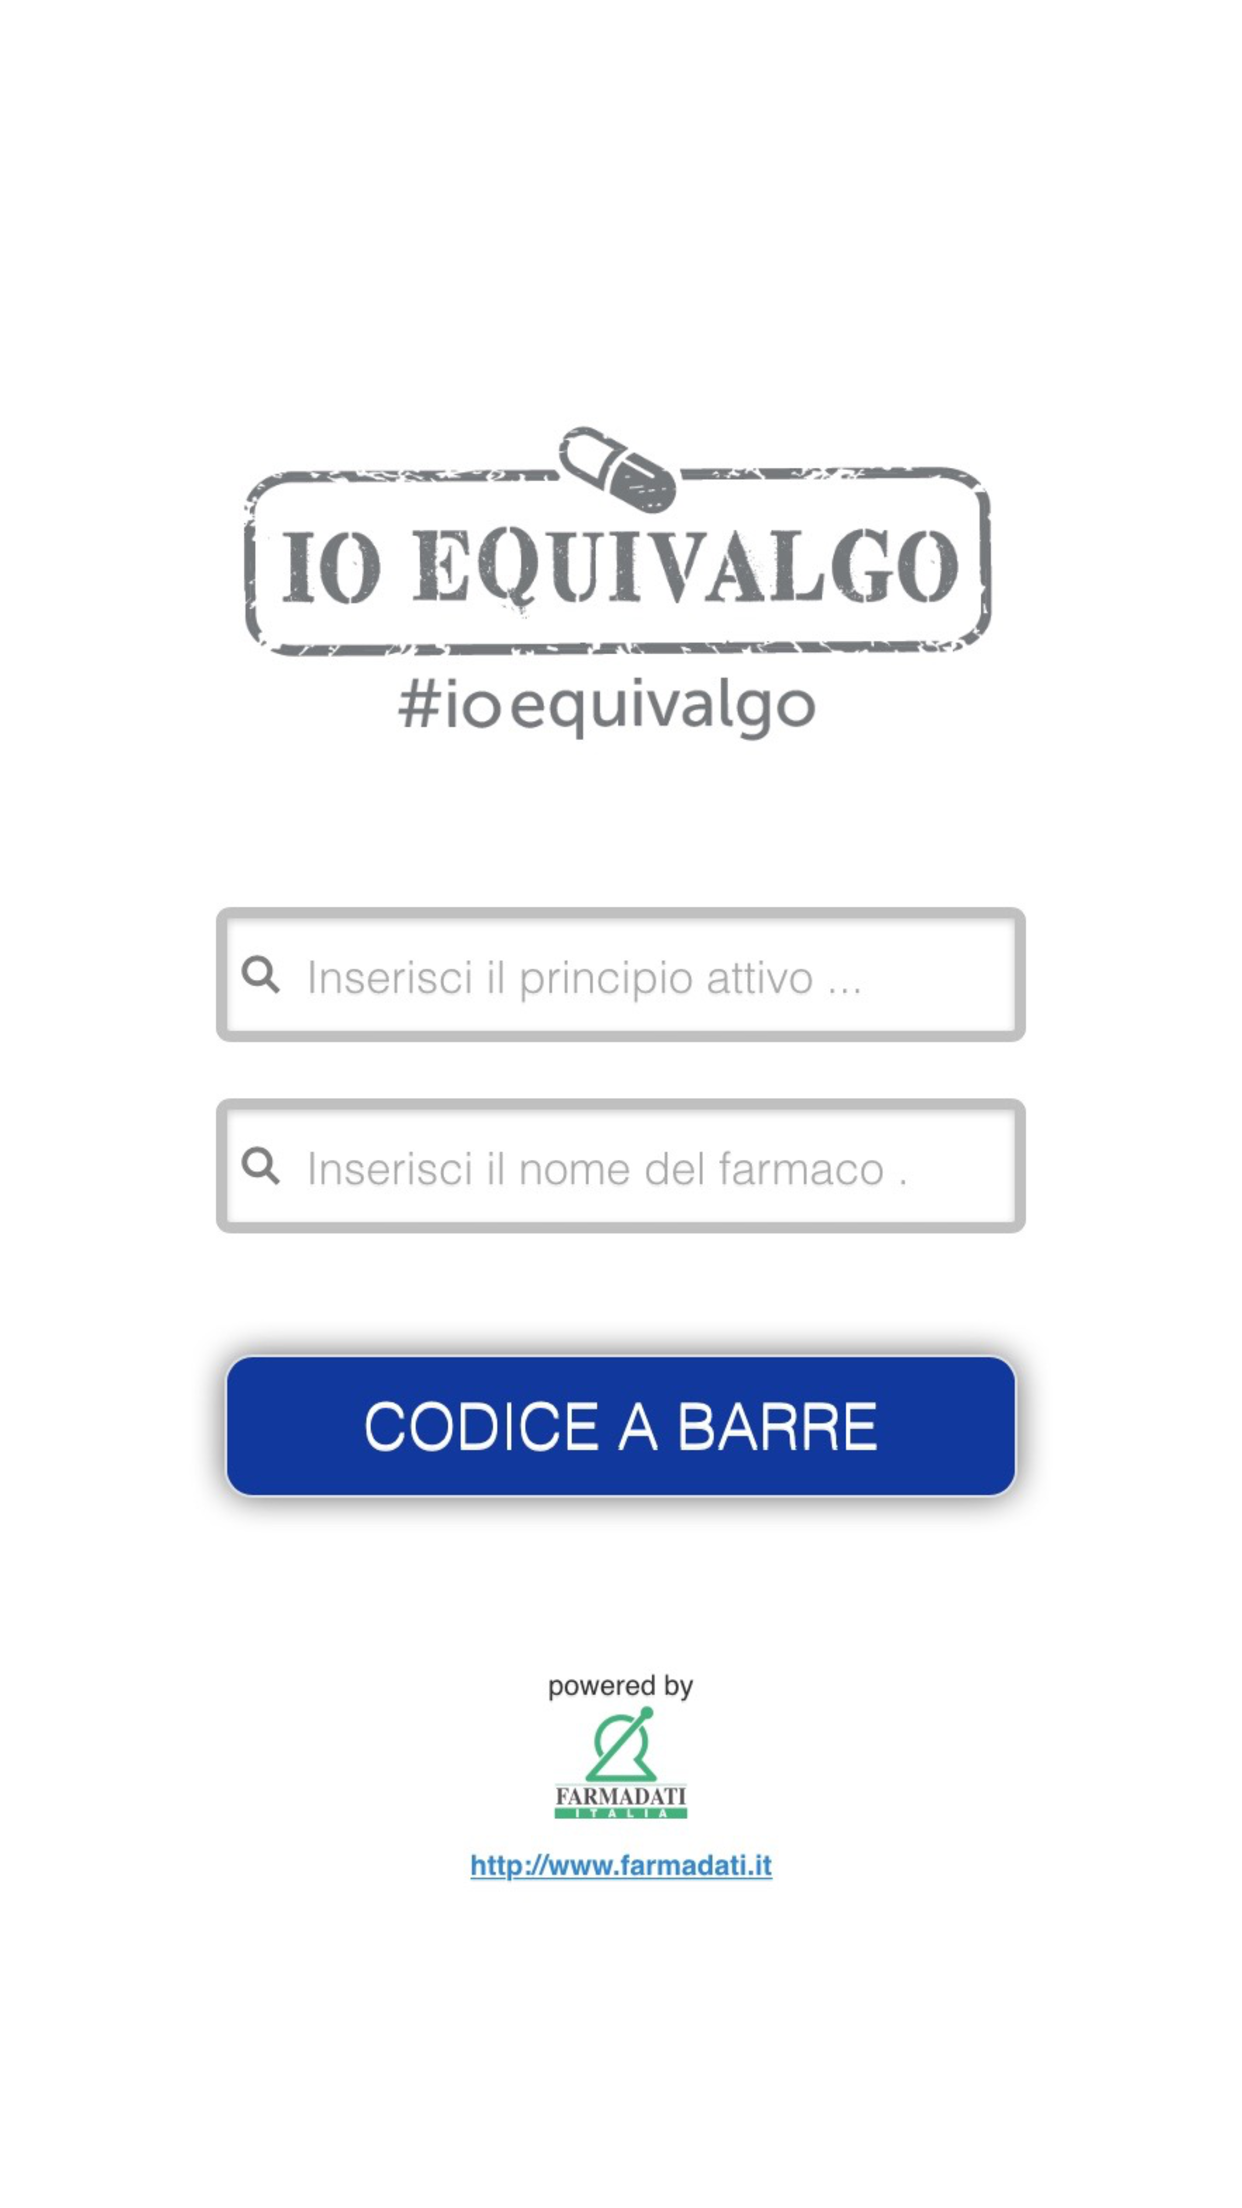 IO EQUIVALGO
#ioequivalgo
Inserisci il principio attivo ...
Inserisci il nome del farmaco .
CODICE A BARRE
powered by
FARMADATI
ITALIA
http://www.farmadati.it